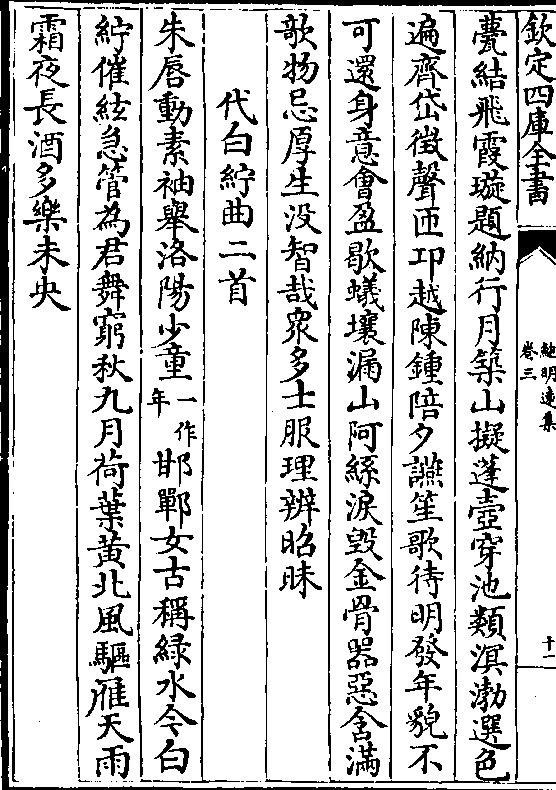 欽定四庫全書
鮑明遠集
卷三
十一
甍結飛霞璇題納行月築山擬蓬壺穿池類溟渤選色
遍齊岱徴聲匝卭越陳鍾陪夕讌笙歌待明發年貌不
可還身意會盈歇蟻壤漏山阿絲淚毀金骨器惡含滿
歌物忌厚生没智哉衆多士服理辨昭昧
代白紵曲二首
朱唇動素袖舉洛陽少童一作年邯鄲女古稱緑水今白
紵催絃急管為君舞窮秋九月荷葉黄北風驅雁天雨
霜夜長酒多樂未央